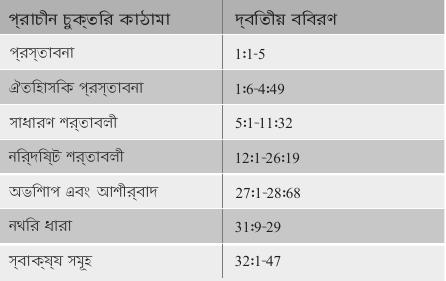 প্রাচীন চুক্তরি কাঠামা দ্বতিীয় ববিরণ
প্রস্তাবনা 1:1-5
ঐতহিাসকি প্রস্তাবনা 1:6-4:49
সাধারণ শর্তাবলী 5:1-11:32
নরি্দষ্টি শর্তাবলী 12:1-26:19
অভশিাপ এবং আশীর্বাদ 27:1-28:68
নথরি ধারা 31:9-29
স্বাক্ষ্য সমূহ 32:1-47